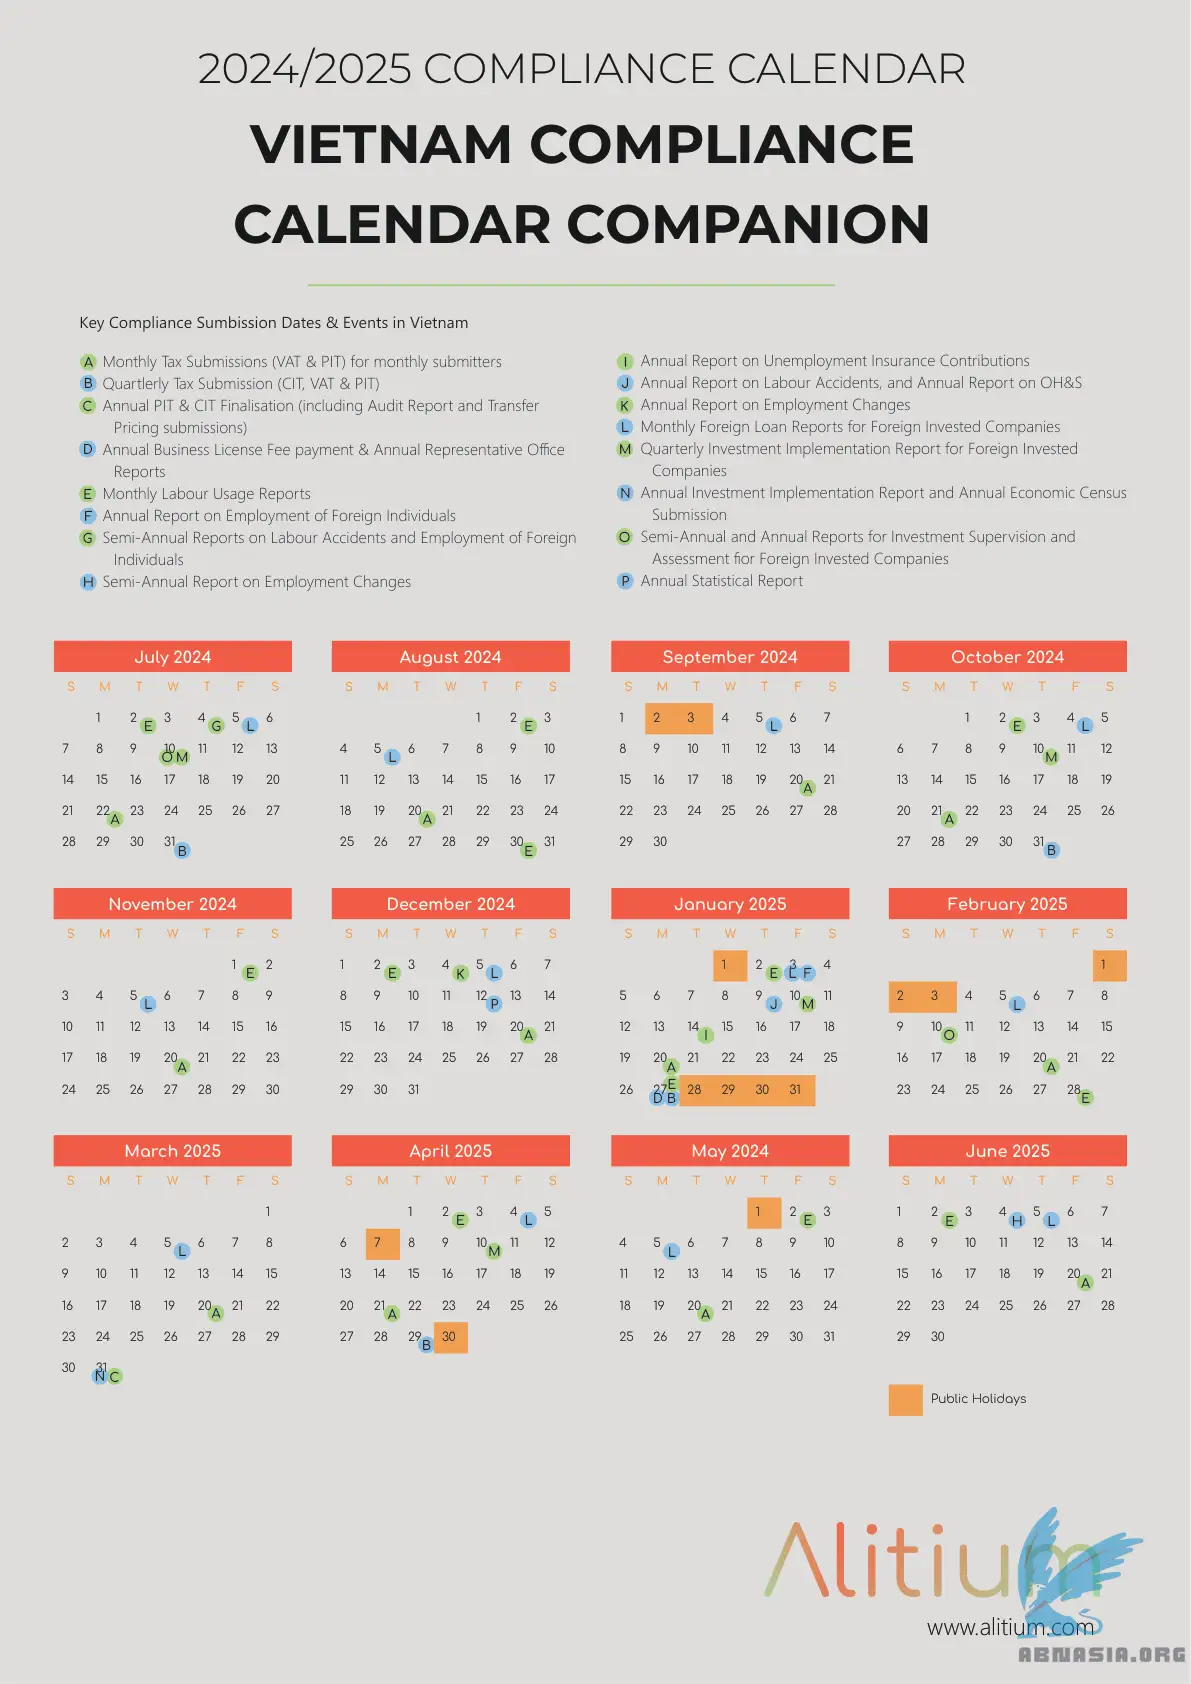 2024/2025 COMPLIANCE CALENDAR
VIETNAM COMPLIANCE
CALENDAR COMPANION
Key Compliance Sumbission Dates & Events in Vietnam
A Monthly Tax Submissions (VAT & PIT) for monthly submitters
B Quartlerly Tax Submission (CIT, VAT & PIT)
C Annual PIT & CIT Finalisation (including Audit Report and Transfer
Pricing submissions)
D Annual Business License Fee payment & Annual Representative Office
Reports
E Monthly Labour Usage Reports
F Annual Report on Employment of Foreign Individuals
G Semi-Annual Reports on Labour Accidents and Employment of Foreign
Individuals
H Semi-Annual Report on Employment Changes
I Annual Report on Unemployment Insurance Contributions
J Annual Report on Labour Accidents, and Annual Report on OH&S
K Annual Report on Employment Changes
L Monthly Foreign Loan Reports for Foreign Invested Companies
M Quarterly Investment Implementation Report for Foreign Invested
Companies
N Annual Investment Implementation Report and Annual Economic Census
Submission
O Semi-Annual and Annual Reports for Investment Supervision and
Assessment fior Foreign Invested Companies
P Annual Statistical Report
July 2024
S M T W T F S
1 2 E 3 4 G 5 L 6
7 8 9 10 O M 11 12 13
14 15 16 17 18 19 20
21 22 A 23 24 25 26 27
28 29 30 31 B
August 2024
S M T W T F S
1 2 E 3
4 5 L 6 7 8 9 10
11 12 13 14 15 16 17
18 19 20 A 21 22 23 24
25 26 27 28 29 30 E 31
September 2024
S M T W T F S
1 2 3 4 5 L 6 7
8 9 10 11 12 13 14
15 16 17 18 19 20 A 21
22 23 24 25 26 27 28
29 30
October 2024
S M T W T F S
1 2 E 3 4 L 5
6 7 8 9 10 M 11 12
13 14 15 16 17 18 19
20 21 A 22 23 24 25 26
27 28 29 30 31 B
November 2024
S M T W T F S
1 E 2
3 4 5 L 6 7 8 9
10 11 12 13 14 15 16
17 18 19 20 A 21 22 23
24 25 26 27 28 29 30
December 2024
S M T W T F S
1 2 E 3 4 K 5 L 6 7
8 9 10 11 12 P 13 14
15 16 17 18 19 20 A 21
22 23 24 25 26 27 28
29 30 31
January 2025
S M T W T F S
1 2 E 3 L F 4
5 6 7 8 9 J 10 M 11
12 13 14 I 15 16 17 18
19 20 A 21 22 23 24 25
26 27 E D B 28 29 30 31
February 2025
S M T W T F S
1
2 3 4 5 L 6 7 8
9 10 O 11 12 13 14 15
16 17 18 19 20 A 21 22
23 24 25 26 27 28 E
March 2025
S M T W T F S
1
2 3 4 5 L 6 7 8
9 10 11 12 13 14 15
16 17 18 19 20 A 21 22
23 24 25 26 27 28 29
30 31 N C
April 2025
S M T W T F S
1 2 E 3 4 L 5
6 7 8 9 10 M 11 12
13 14 15 16 17 18 19
20 21 A 22 23 24 25 26
27 28 29 B 30
May 2024
S M T W T F S
1 2 E 3
4 5 L 6 7 8 9 10
11 12 13 14 15 16 17
18 19 20 A 21 22 23 24
25 26 27 28 29 30 31
June 2025
S M T W T F S
1 2 E 3 4 H 5 L 6 7
8 9 10 11 12 13 14
15 16 17 18 19 20 A 21
22 23 24 25 26 27 28
29 30
Public Holidays
Alitium
www.alitium.com
ABNASIA.ORG